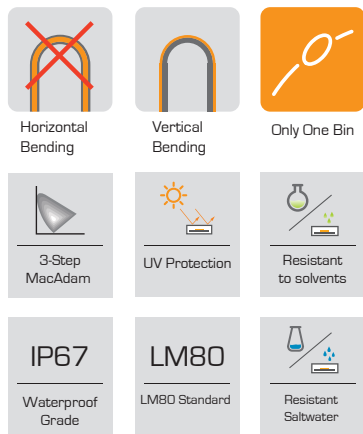 Horizontal
Bending
Vertical
Bending
Only One Bin
3-Step
MacAdam
UV Protection
Resistant
to solvents
IP67
Waterproof
Grade
LM80
LM80 Standard
Resistant
Saltwater